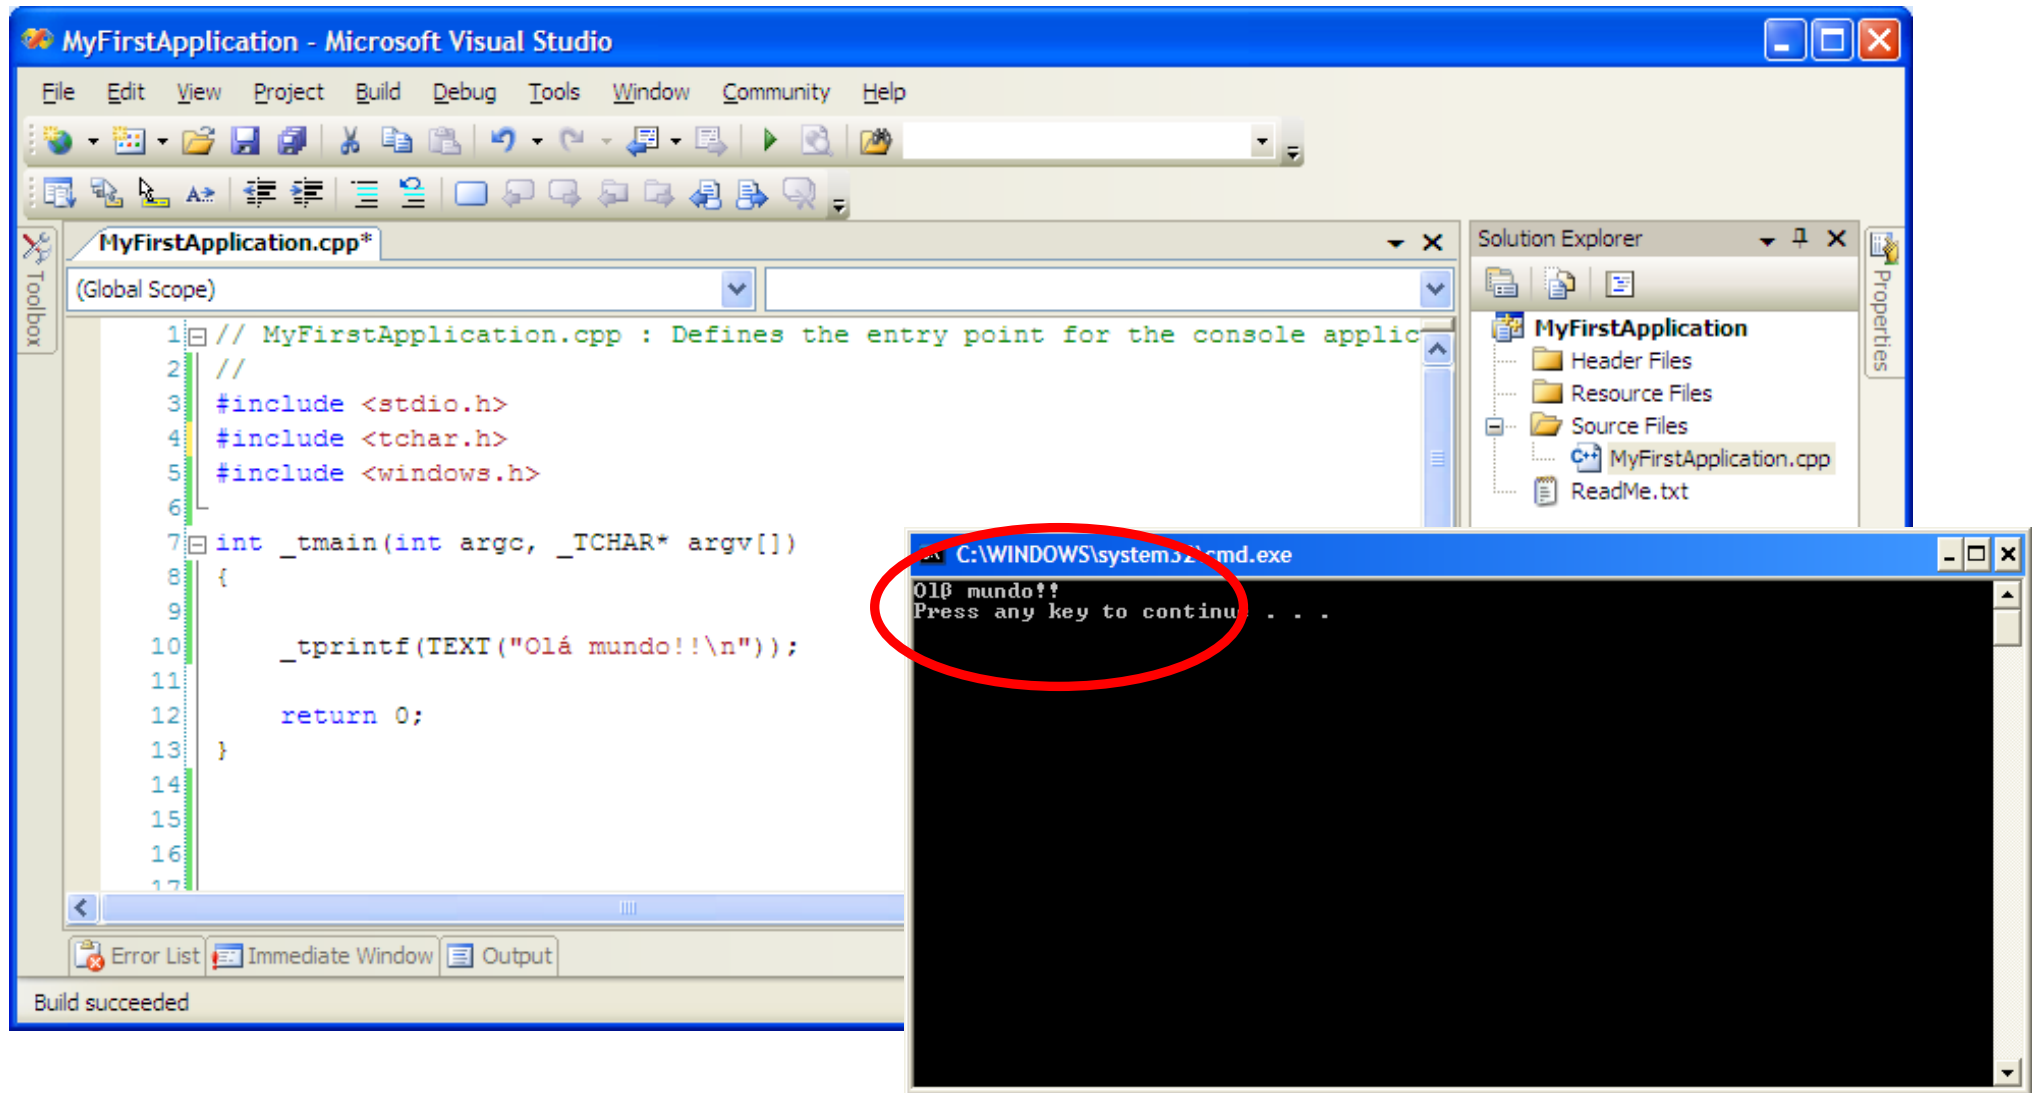 MyFirstApplication - Microsoft Visual Studio
File Edit View Project Build Debug Tools Window Community Help
MyFirstApplication.cpp*
(Global Scope)
Toolbox
1 // MyFirstApplication.cpp : Defines the entry point for the console applic
2 //
3 #include <stdio.h>
4 #include <tchar.h>
5 #include <windows.h>
6
7 int _tmain(int argc, _TCHAR* argv[])
8 {
9
10 _tprintf(TEXT("Olá mundo!!\n"));
11
12 return 0;
13 }
14
15
16
17
Solution Explorer
MyFirstApplication
Header Files
Resource Files
Source Files
MyFirstApplication.cpp
ReadMe.txt
Properties
C:\WINDOWS\system32\cmd.exe
Olβ mundo!!
Press any key to continue . . .
Error List Immediate Window Output
Build succeeded